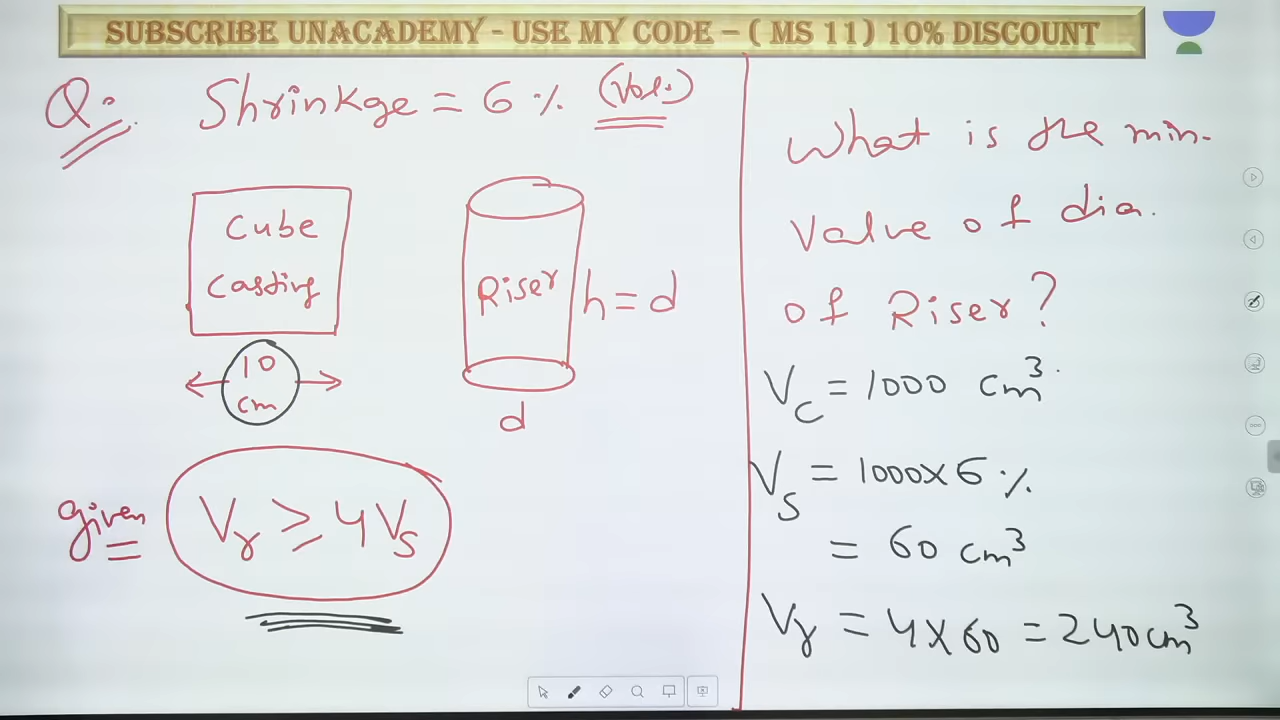 SUBSCRIBE UNACADEMY - USE MY CODE – ( MS 11) 10% DISCOUNT
Q. Shrinkge = 6 % (Vol.)
Cube
Casting
10
cm
Riser
h = d
d
given Vr ≥ 4Vs
What is the min.
Value of dia.
of Riser?
Vc = 1000 cm³.
Vs = 1000 x 6 %
= 60 cm³
Vr = 4 X 60 = 240 cm³